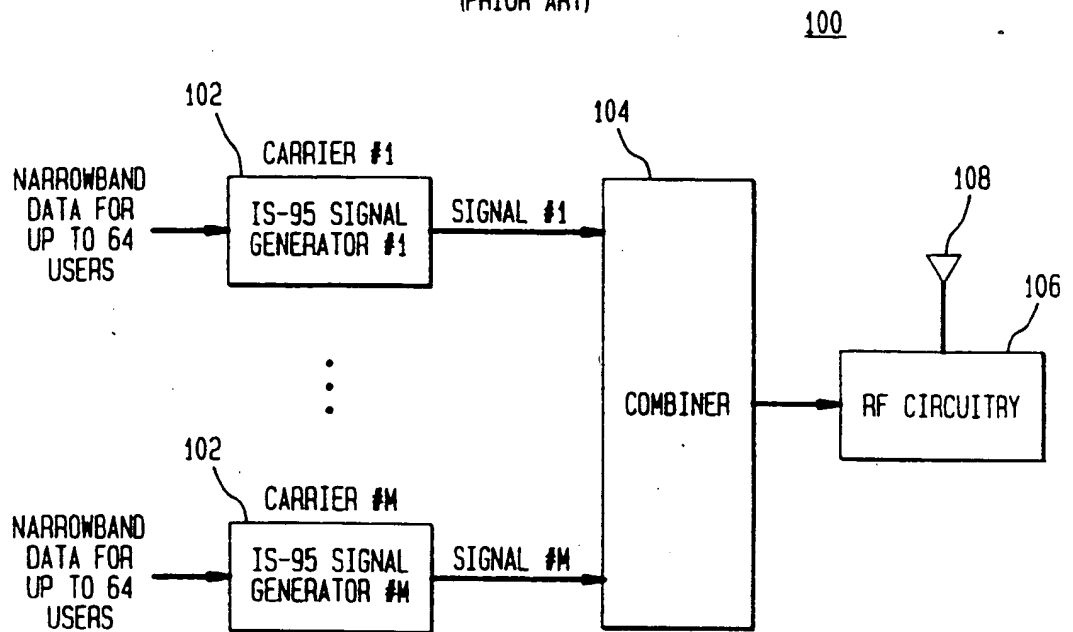 (PRIOR ART)
100
102
CARRIER #1
NARROWBAND
DATA FOR
UP TO 64
USERS
IS-95 SIGNAL
GENERATOR #1
SIGNAL #1
104
COMBINER
108
106
RF CIRCUITRY
102
CARRIER #M
NARROWBAND
DATA FOR
UP TO 64
USERS
IS-95 SIGNAL
GENERATOR #M
SIGNAL #M